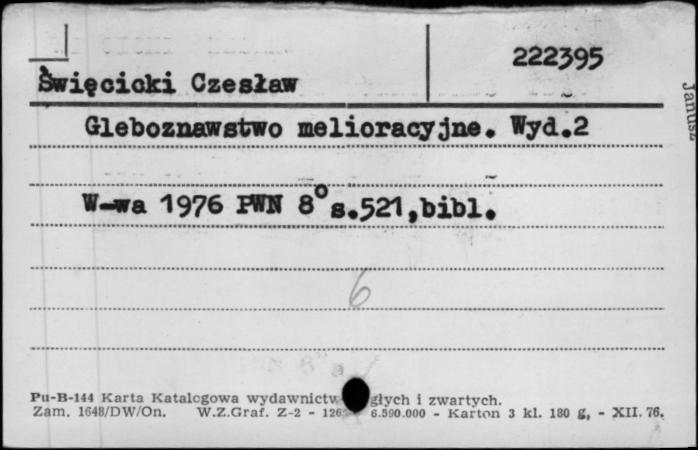 222395
Święcicki Czesław
Janusz
Gleboznawstwo melioracyjne. Wyd.2
W-wa 1976 PWN 8° s.521,bibl.
6
Pu-B-144 Karta Katalogowa wydawnictw głych i zwartych.
Zam. 1648/DW/On. W.Z.Graf. Z-2 - 126 6.590.000 - Karton 3 kl. 180 g, - XII. 76.